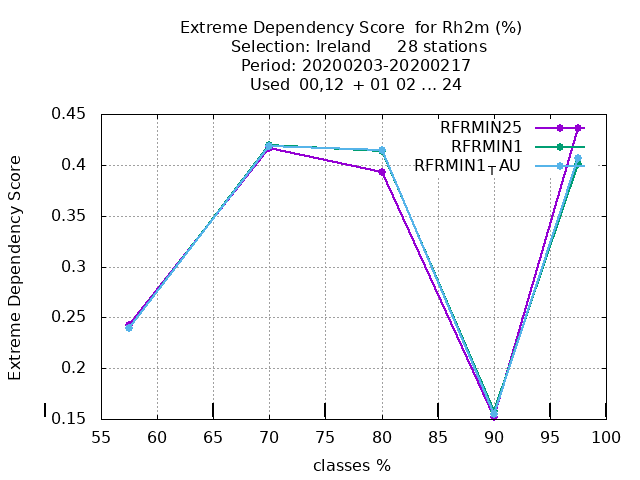 Extreme Dependency Score  for Rh2m (%)
Selection: Ireland     28 stations
Period: 20200203-20200217
Used  00,12  + 01 02 ... 24
0.45
0.4
0.35
0.3
0.25
0.2
0.15
Extreme Dependency Score
RFRMIN25
RFRMIN1
RFRMIN1TAU
55 60 65 70 75 80 85 90 95 100
classes %